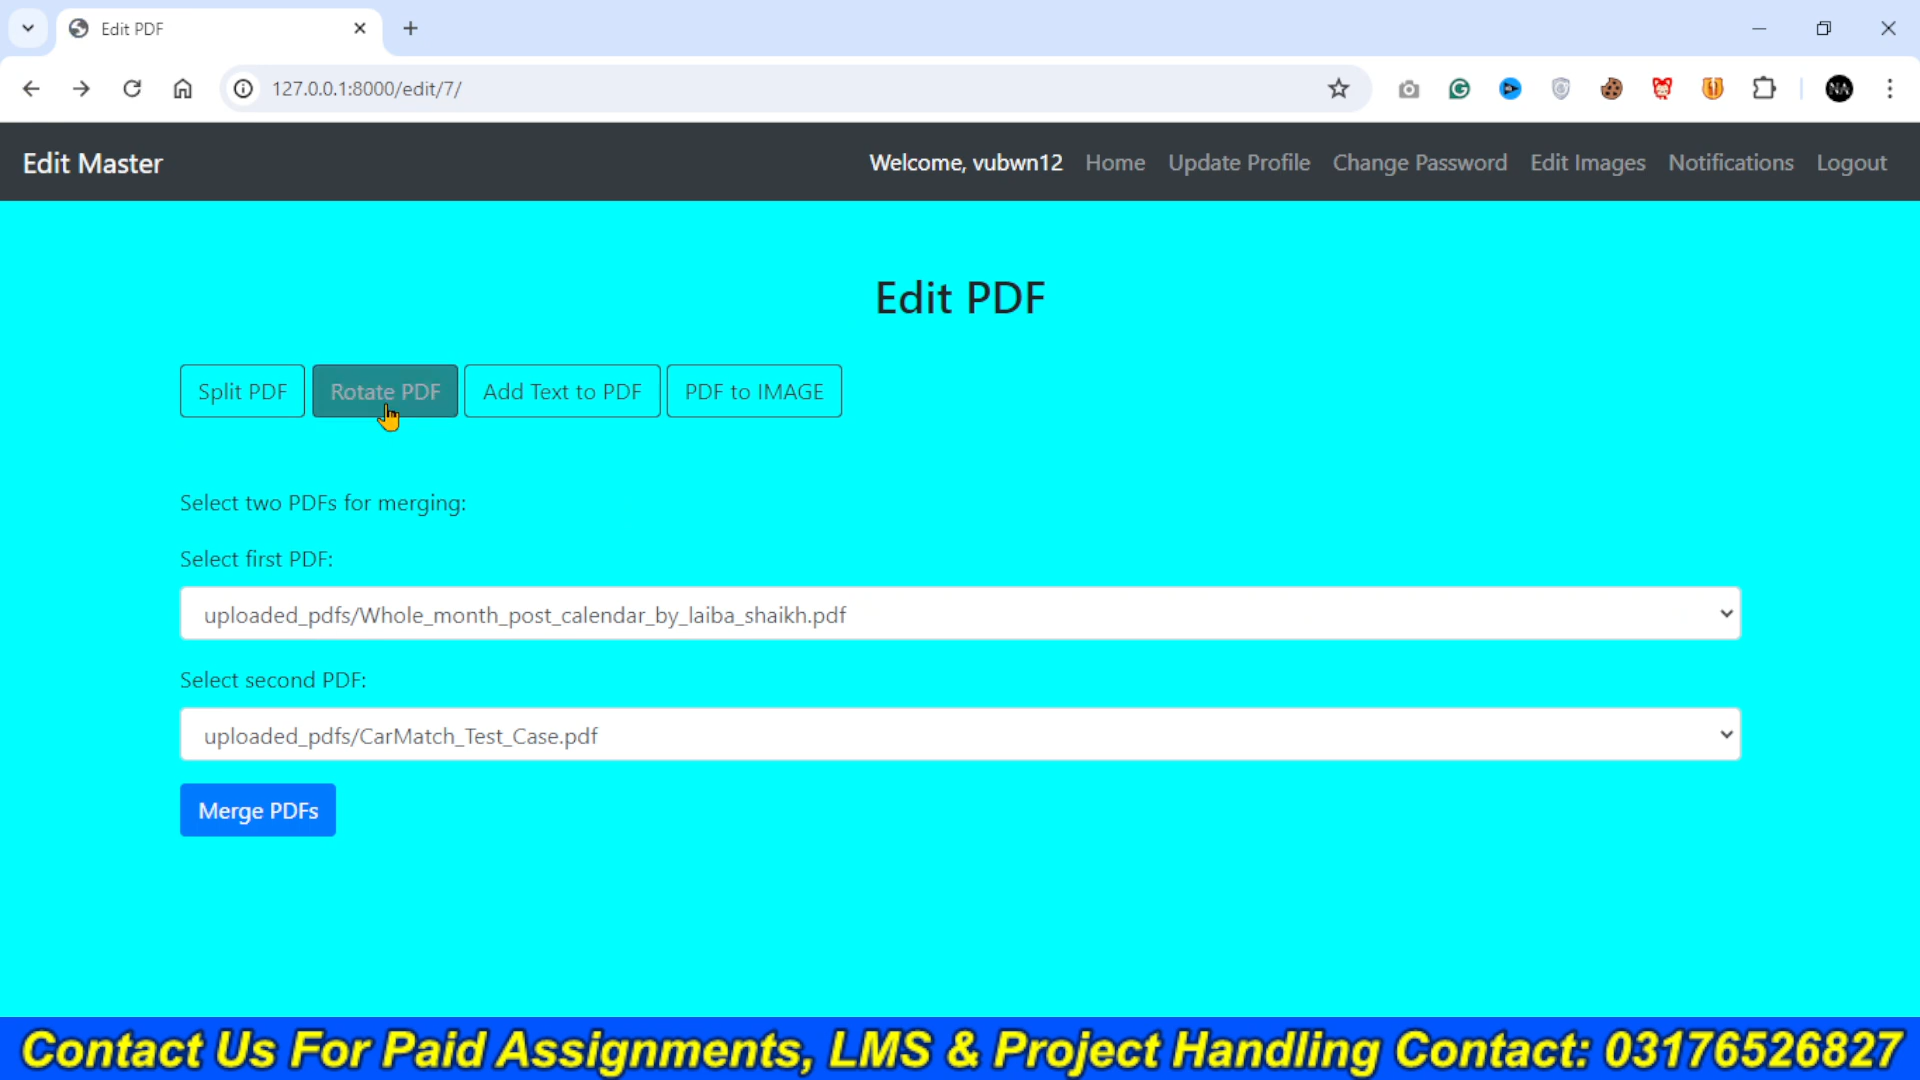 Edit PDF
127.0.0.1:8000/edit/7/
NA
Edit Master
Welcome, vubwn12 Home Update Profile Change Password Edit Images Notifications Logout
Edit PDF
Split PDF Rotate PDF Add Text to PDF PDF to IMAGE
Select two PDFs for merging:
Select first PDF:
uploaded_pdfs/Whole_month_post_calendar_by_laiba_shaikh.pdf
Select second PDF:
uploaded_pdfs/CarMatch_Test_Case.pdf
Merge PDFs
Contact Us For Paid Assignments, LMS & Project Handling Contact: 03176526827